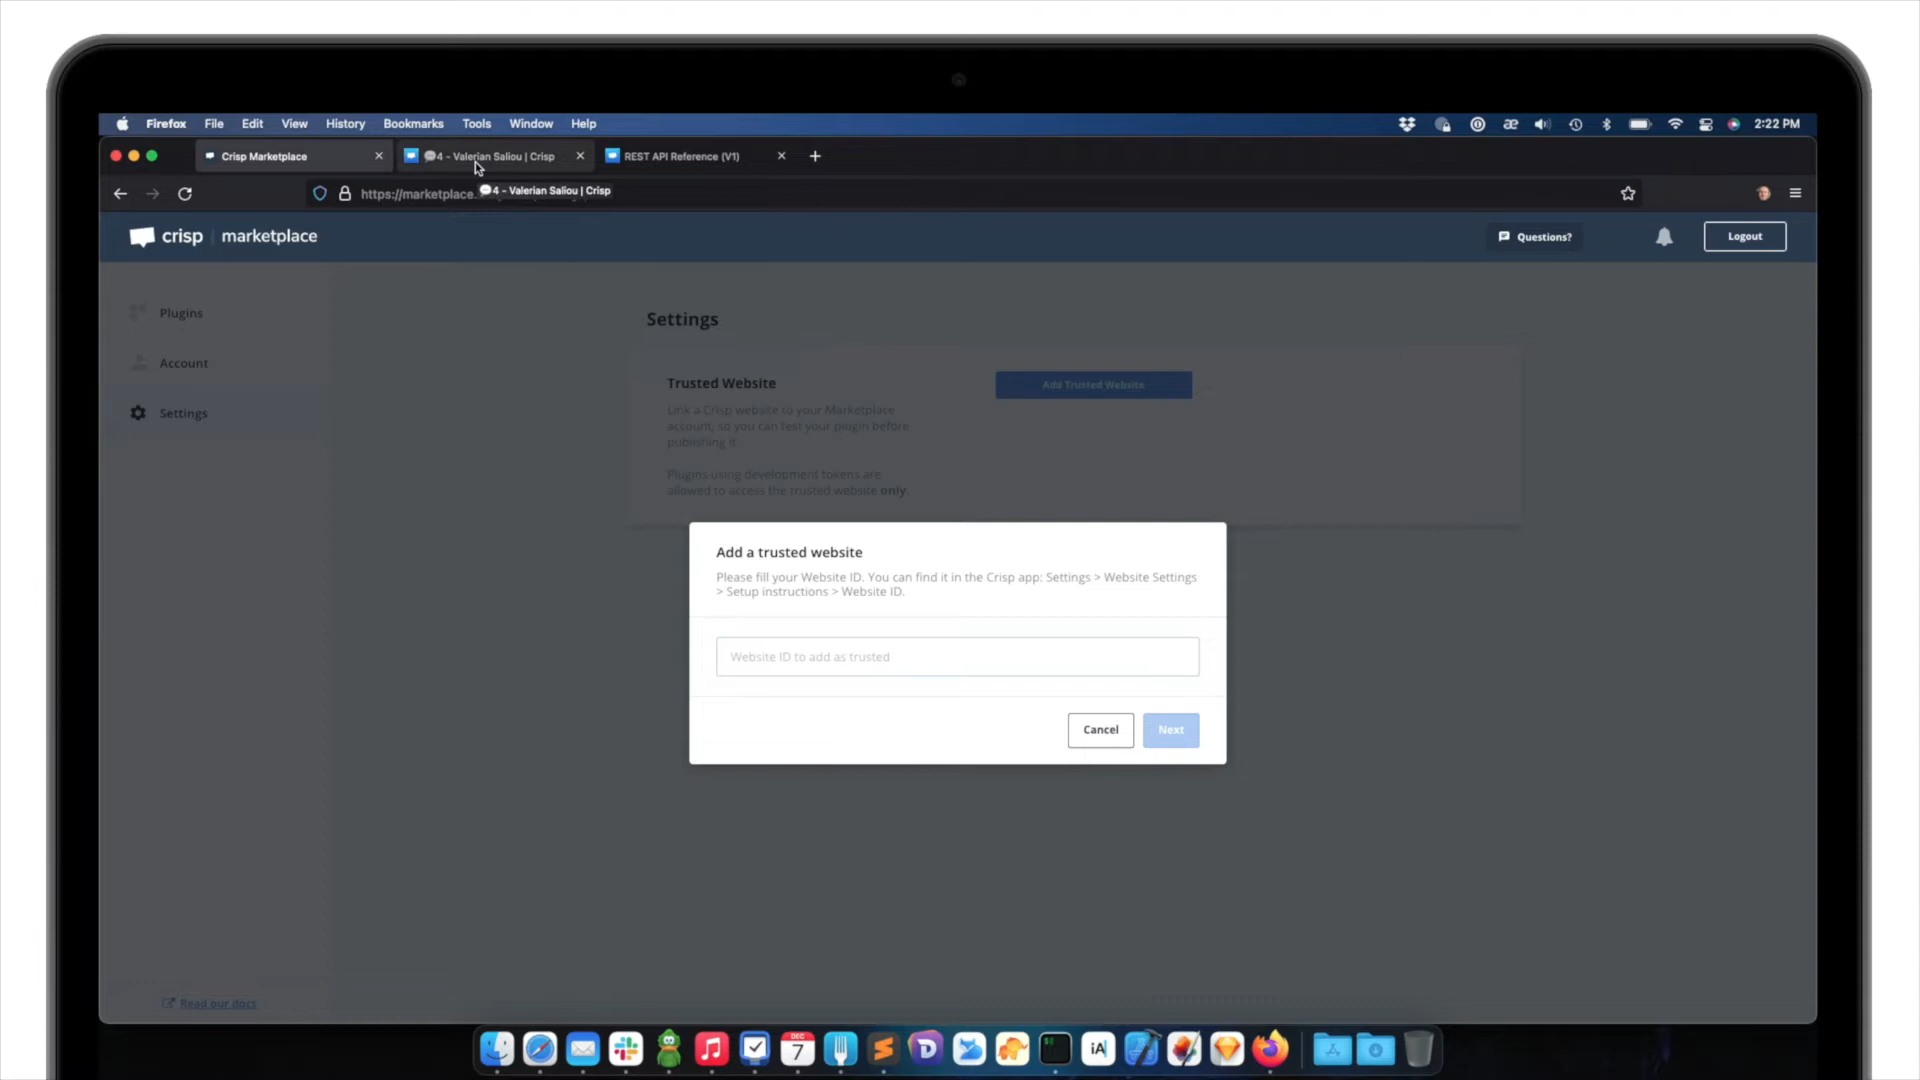 Firefox File Edit View History Bookmarks Tools Window Help 2:22 PM
Crisp Marketplace 4 - Valerian Saliou | Crisp REST API Reference (V1)
https://marketplace. 4 - Valerian Saliou | Crisp
crisp marketplace Questions? Logout
Plugins
Account
Settings
Settings
Trusted Website
Add Trusted Website
Link a Crisp website to your Marketplace
account, so you can test your plugin before
publishing it.
Plugins using development tokens are
allowed to access the trusted website only.
Add a trusted website
Please fill your Website ID. You can find it in the Crisp app: Settings > Website Settings
> Setup instructions > Website ID.
Website ID to add as trusted
Cancel Next
Read our docs
DEC
7
iA